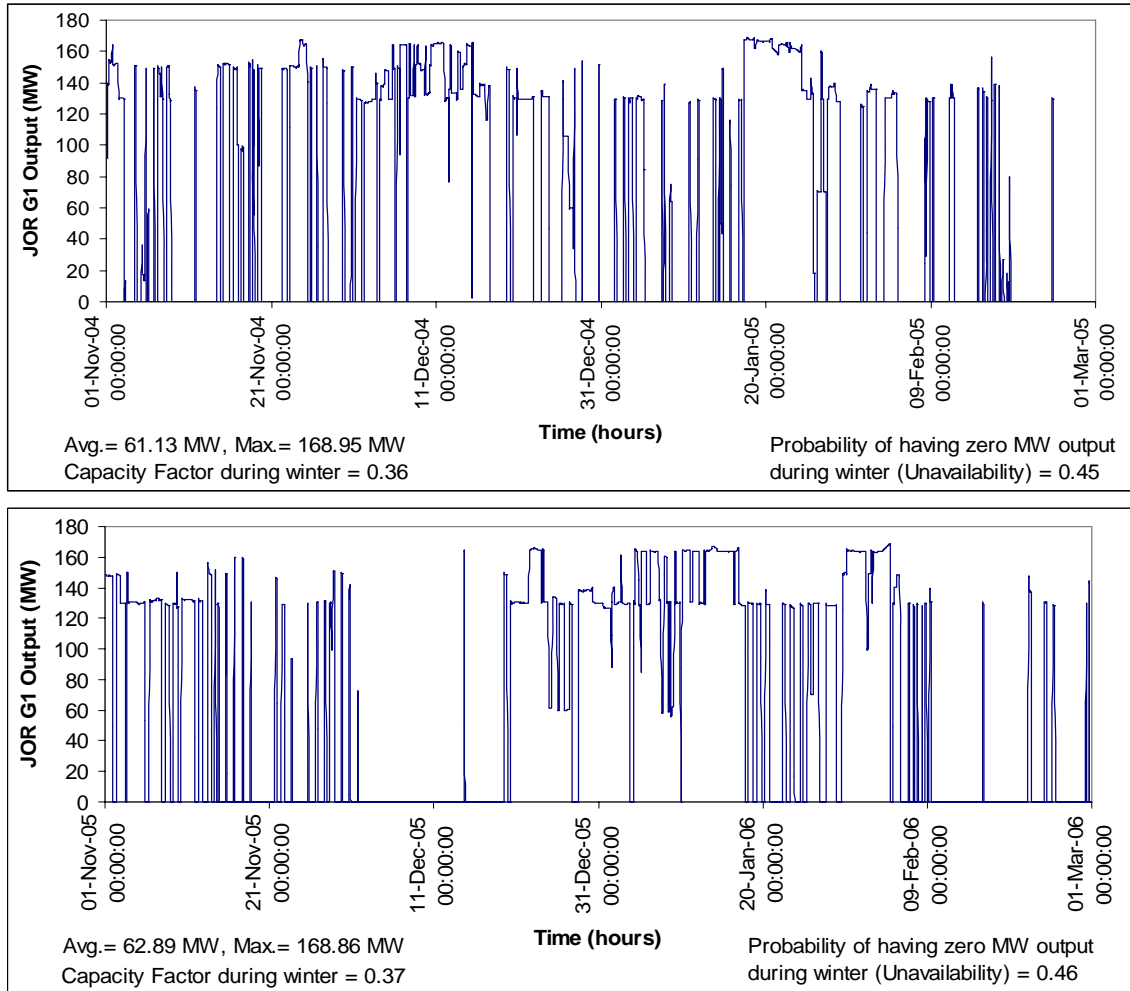 180
160
140
120
100
80
60
40
20
0
JOR G1 Output (MW)
01-Nov-04
00:00:00
21-Nov-04
00:00:00
11-Dec-04
00:00:00
31-Dec-04
00:00:00
20-Jan-05
00:00:00
09-Feb-05
00:00:00
01-Mar-05
00:00:00
Time (hours)
Avg.= 61.13 MW, Max.= 168.95 MW
Capacity Factor during winter = 0.36
Probability of having zero MW output
during winter (Unavailability) = 0.45
180
160
140
120
100
80
60
40
20
0
JOR G1 Output (MW)
01-Nov-05
00:00:00
21-Nov-05
00:00:00
11-Dec-05
00:00:00
31-Dec-05
00:00:00
20-Jan-06
00:00:00
09-Feb-06
00:00:00
01-Mar-06
00:00:00
Time (hours)
Avg.= 62.89 MW, Max.= 168.86 MW
Capacity Factor during winter = 0.37
Probability of having zero MW output
during winter (Unavailability) = 0.46